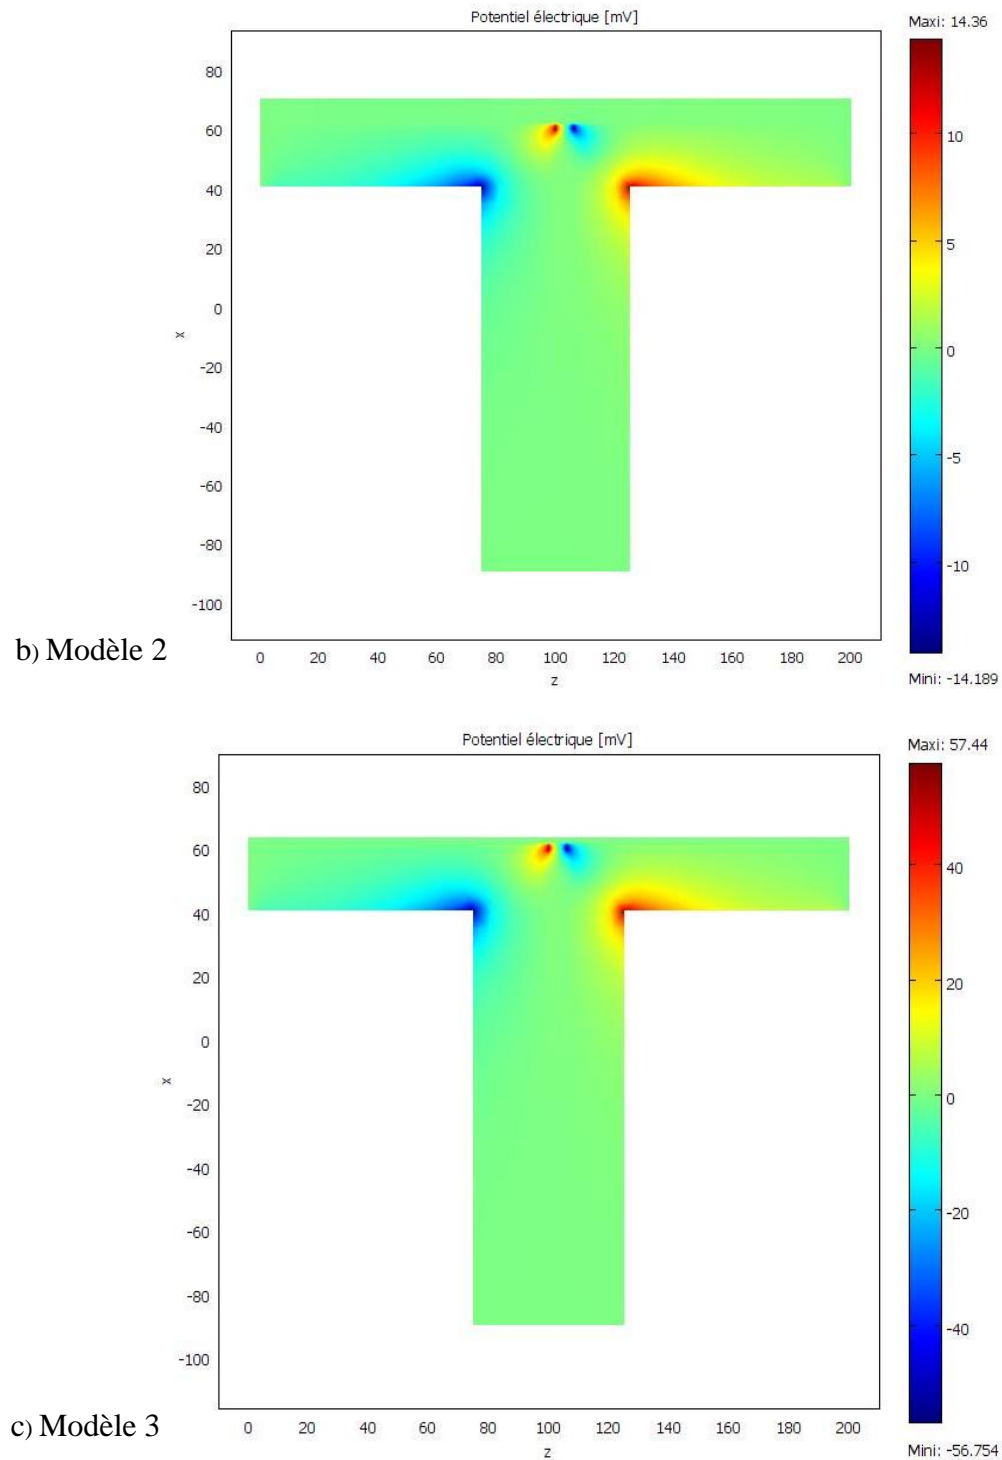 Potentiel électrique [mV]
Maxi: 14.36
80
60
40
20
0
-20
-40
-60
-80
-100
x
0 20 40 60 80 100 120 140 160 180 200
z
10
5
0
-5
-10
Mini: -14.189
b) Modèle 2
Potentiel électrique [mV]
Maxi: 57.44
80
60
40
20
0
-20
-40
-60
-80
-100
x
0 20 40 60 80 100 120 140 160 180 200
z
40
20
0
-20
-40
Mini: -56.754
c) Modèle 3